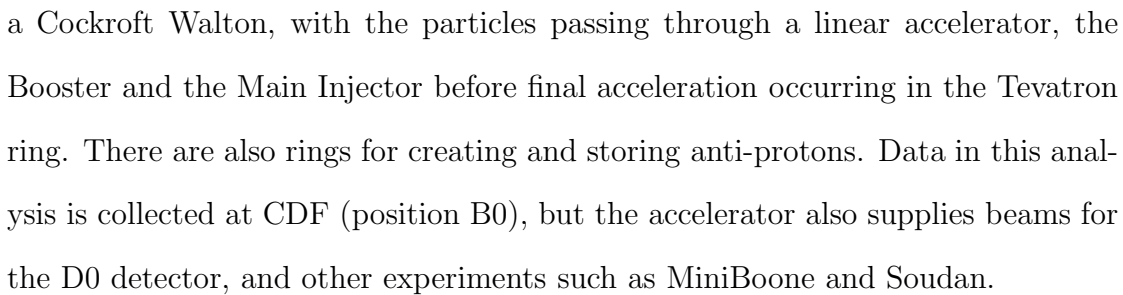 a Cockroft Walton, with the particles passing through a linear accelerator, the
Booster and the Main Injector before final acceleration occurring in the Tevatron
ring. There are also rings for creating and storing anti-protons. Data in this anal-
ysis is collected at CDF (position B0), but the accelerator also supplies beams for
the D0 detector, and other experiments such as MiniBoone and Soudan.